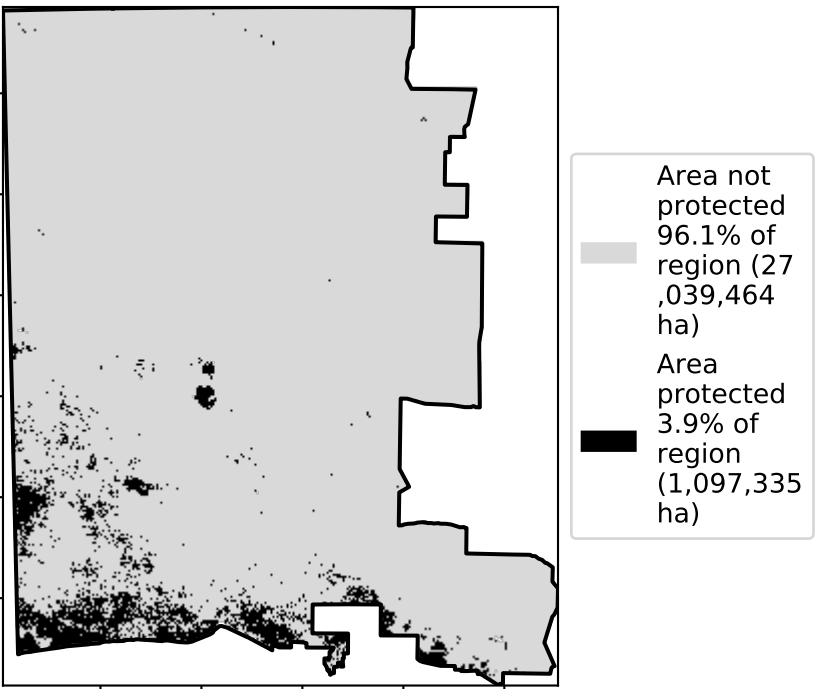 Area not
protected
96.1% of
region (27
,039,464
ha)
Area
protected
3.9% of
region
(1,097,335
ha)